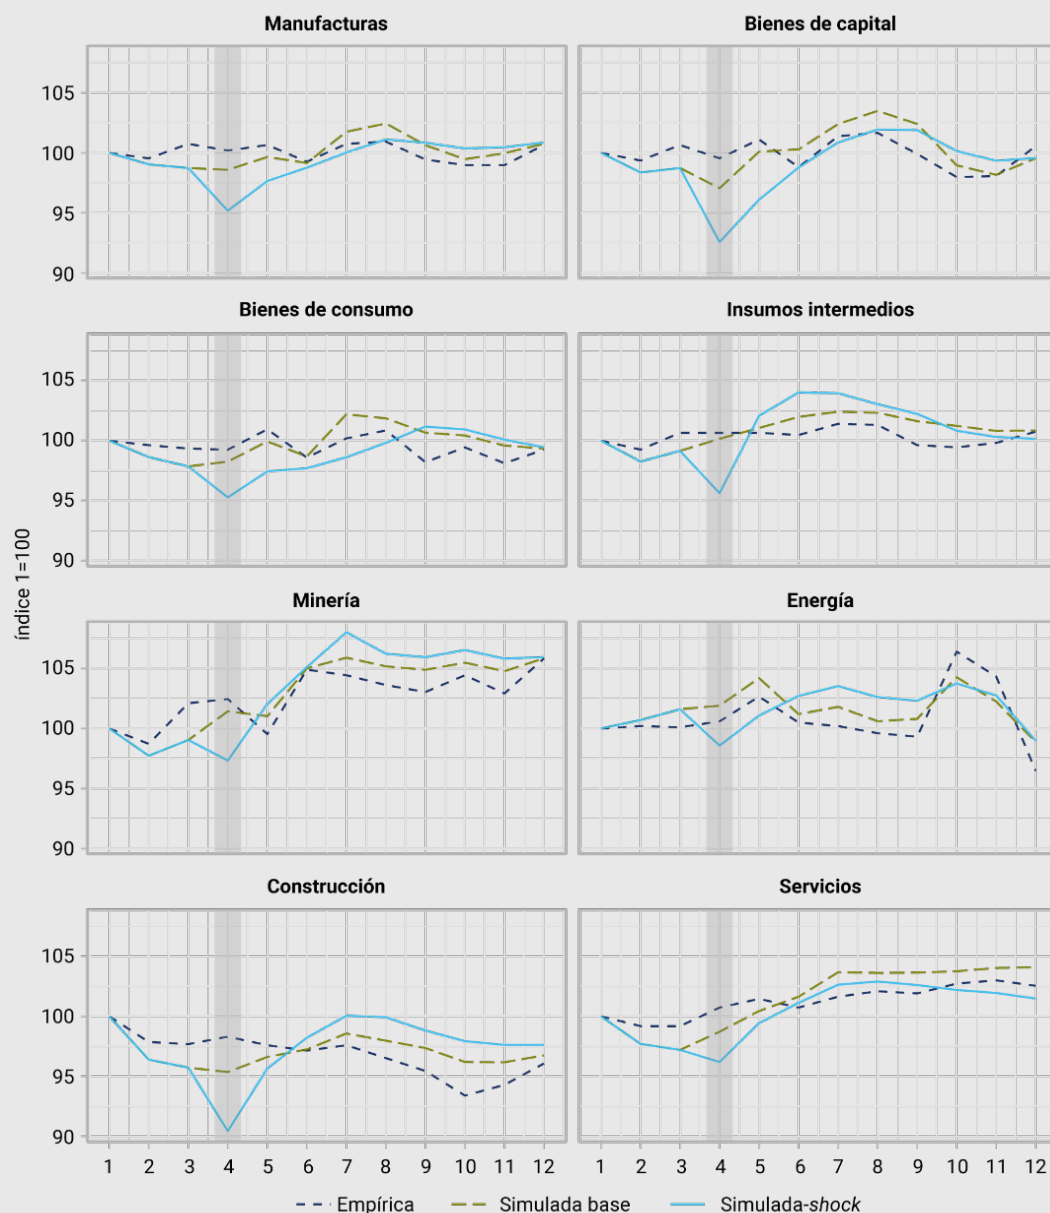 Manufacturas
Bienes de capital
105
100
95
90
Bienes de consumo
Insumos intermedios
105
100
95
90
índice 1=100
Minería
Energía
105
100
95
90
Construcción
Servicios
105
100
95
90
1 2 3 4 5 6 7 8 9 10 11 12
1 2 3 4 5 6 7 8 9 10 11 12
Empírica Simulada base Simulada-shock